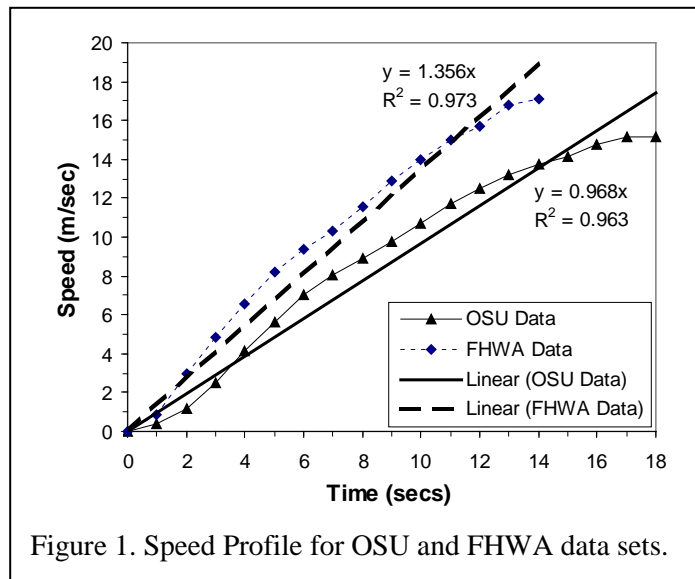 20
18
16
14
12
10
8
6
4
2
0
Speed (m/sec)
y = 1.356x
R² = 0.973
y = 0.968x
R² = 0.963
OSU Data
FHWA Data
Linear (OSU Data)
Linear (FHWA Data)
0 2 4 6 8 10 12 14 16 18
Time (secs)
Figure 1. Speed Profile for OSU and FHWA data sets.